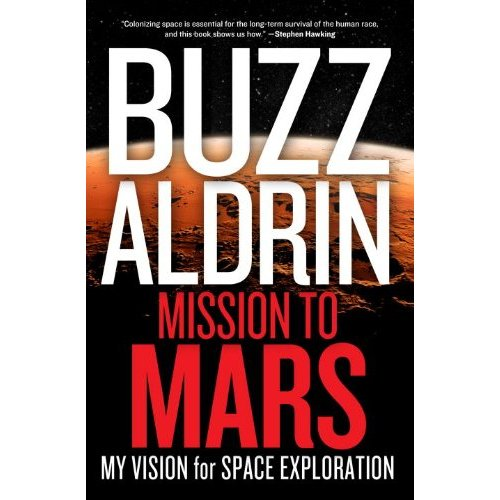 "Colonizing space is essential for the long-term survival of the human race,
and this book shows us how." —Stephen Hawking
BUZZ
ALDRIN
MISSION TO
MARS
MY VISION for SPACE EXPLORATION